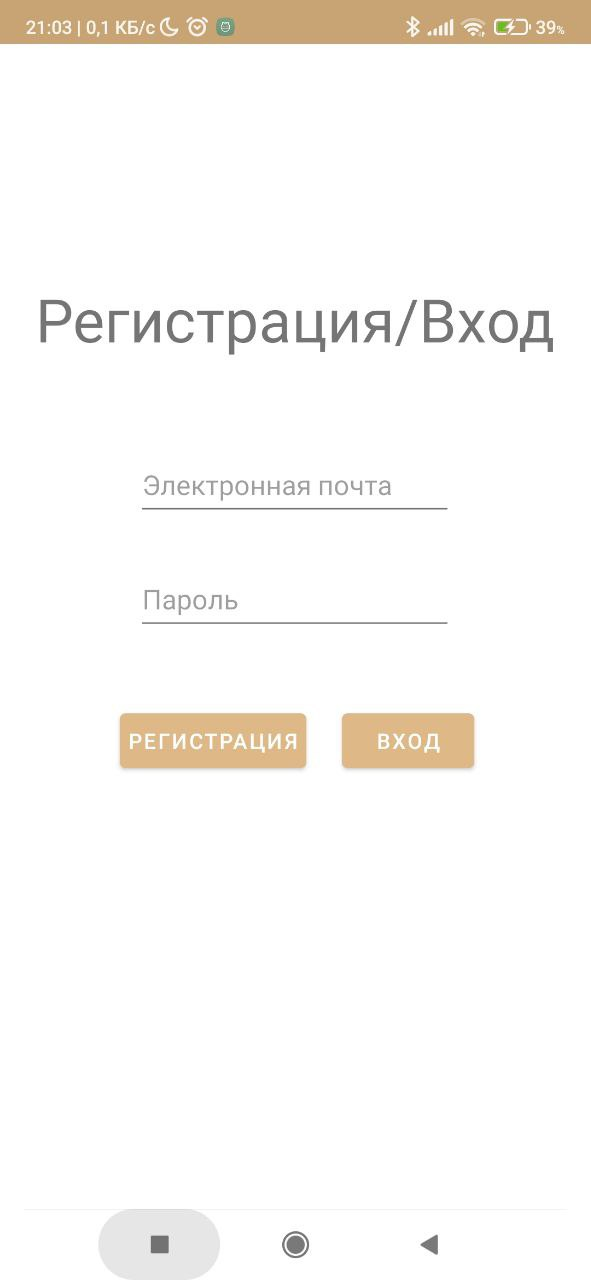 21:03 | 0,1 КБ/с 39%
Регистрация/Вход
Электронная почта
Пароль
РЕГИСТРАЦИЯ ВХОД